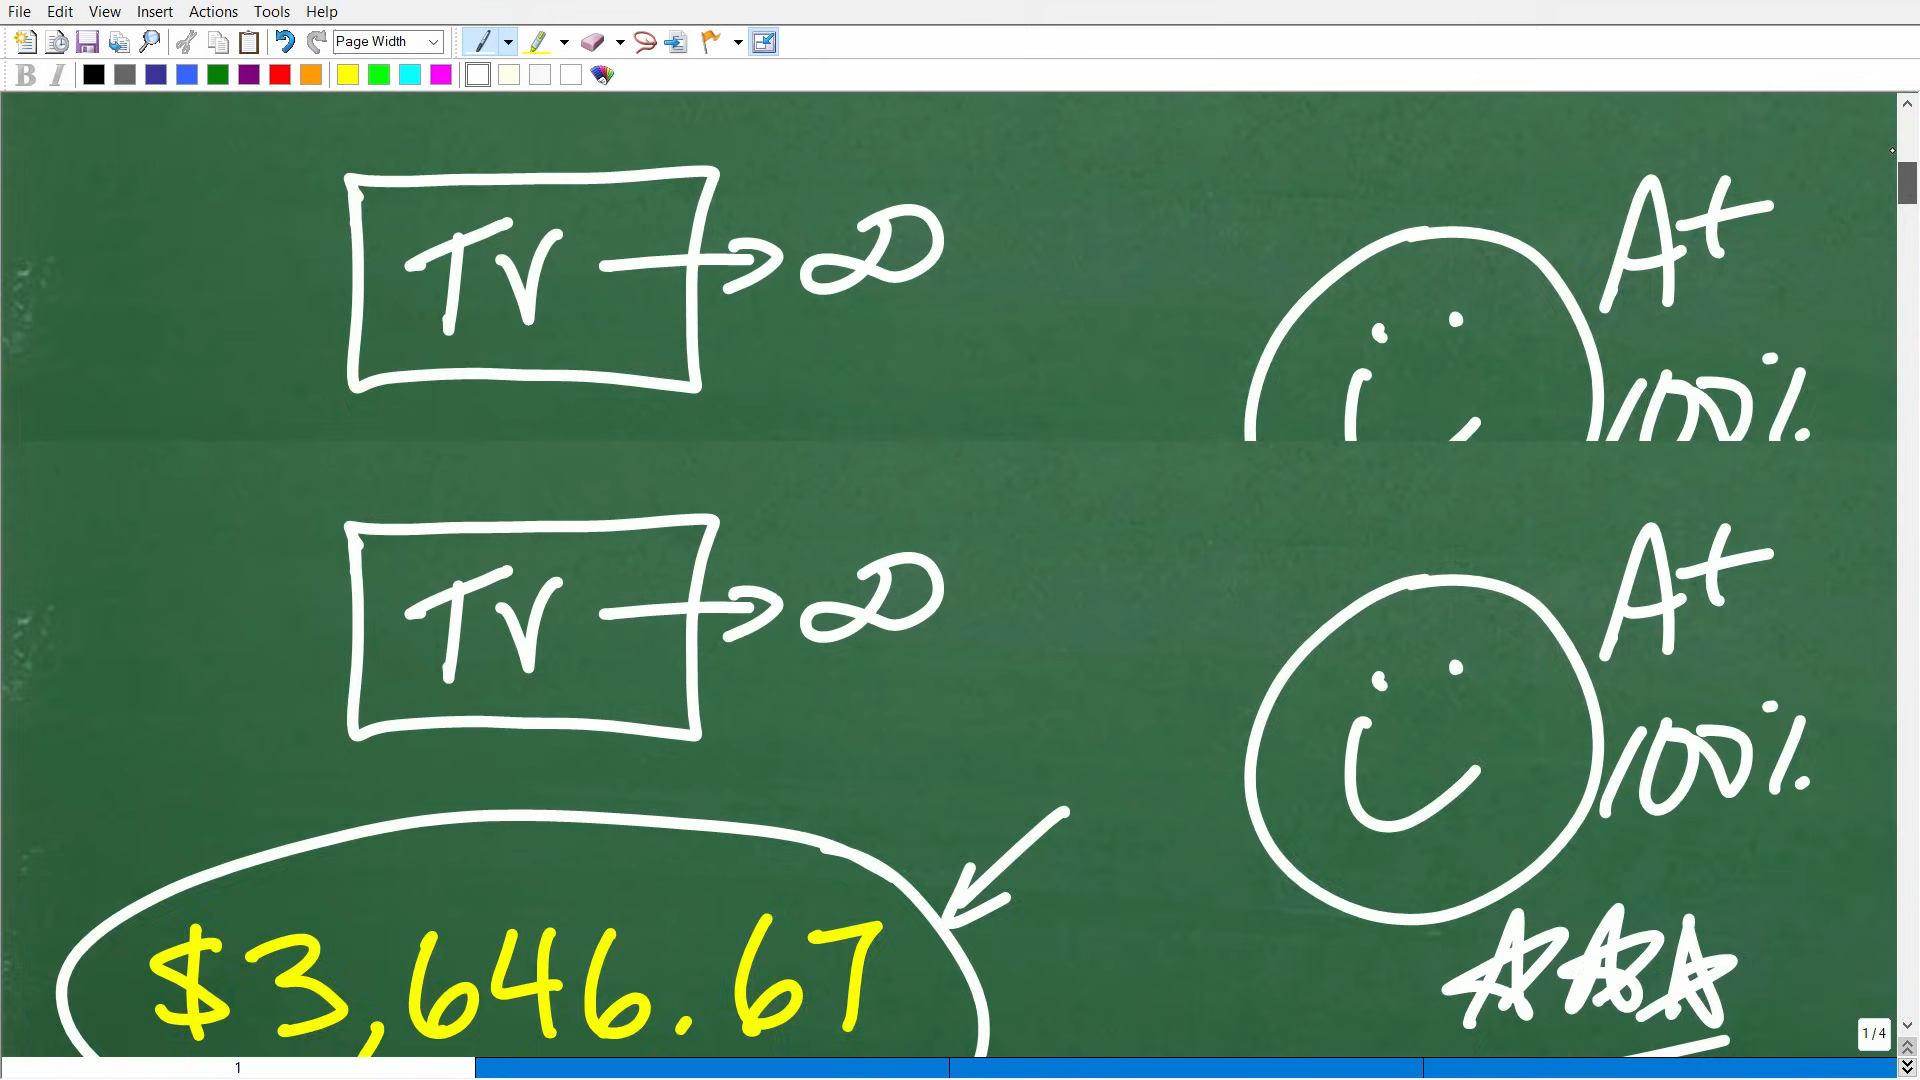 File Edit View Insert Actions Tools Help
Page Width
B I
TV → ∞
A+
100%
TV → ∞
A+
100%
$3,646.67
1 / 4
1